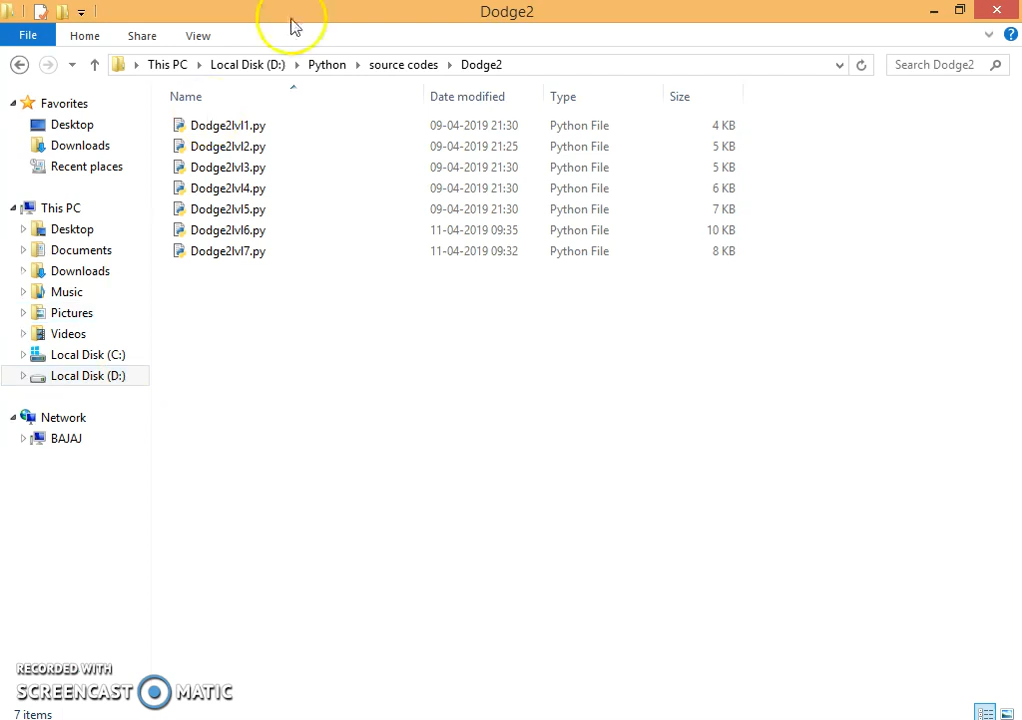 Dodge2
File Home Share View
This PC Local Disk (D:) Python source codes Dodge2 Search Dodge2
Name Date modified Type Size
Favorites
Desktop
Downloads
Recent places
This PC
Desktop
Documents
Downloads
Music
Pictures
Videos
Local Disk (C:)
Local Disk (D:)
Network
BAJAJ
Dodge2lvl1.py 09-04-2019 21:30 Python File 4 KB
Dodge2lvl2.py 09-04-2019 21:25 Python File 5 KB
Dodge2lvl3.py 09-04-2019 21:30 Python File 5 KB
Dodge2lvl4.py 09-04-2019 21:30 Python File 6 KB
Dodge2lvl5.py 09-04-2019 21:30 Python File 7 KB
Dodge2lvl6.py 11-04-2019 09:35 Python File 10 KB
Dodge2lvl7.py 11-04-2019 09:32 Python File 8 KB
RECORDED WITH
SCREENCAST MATIC
7 items